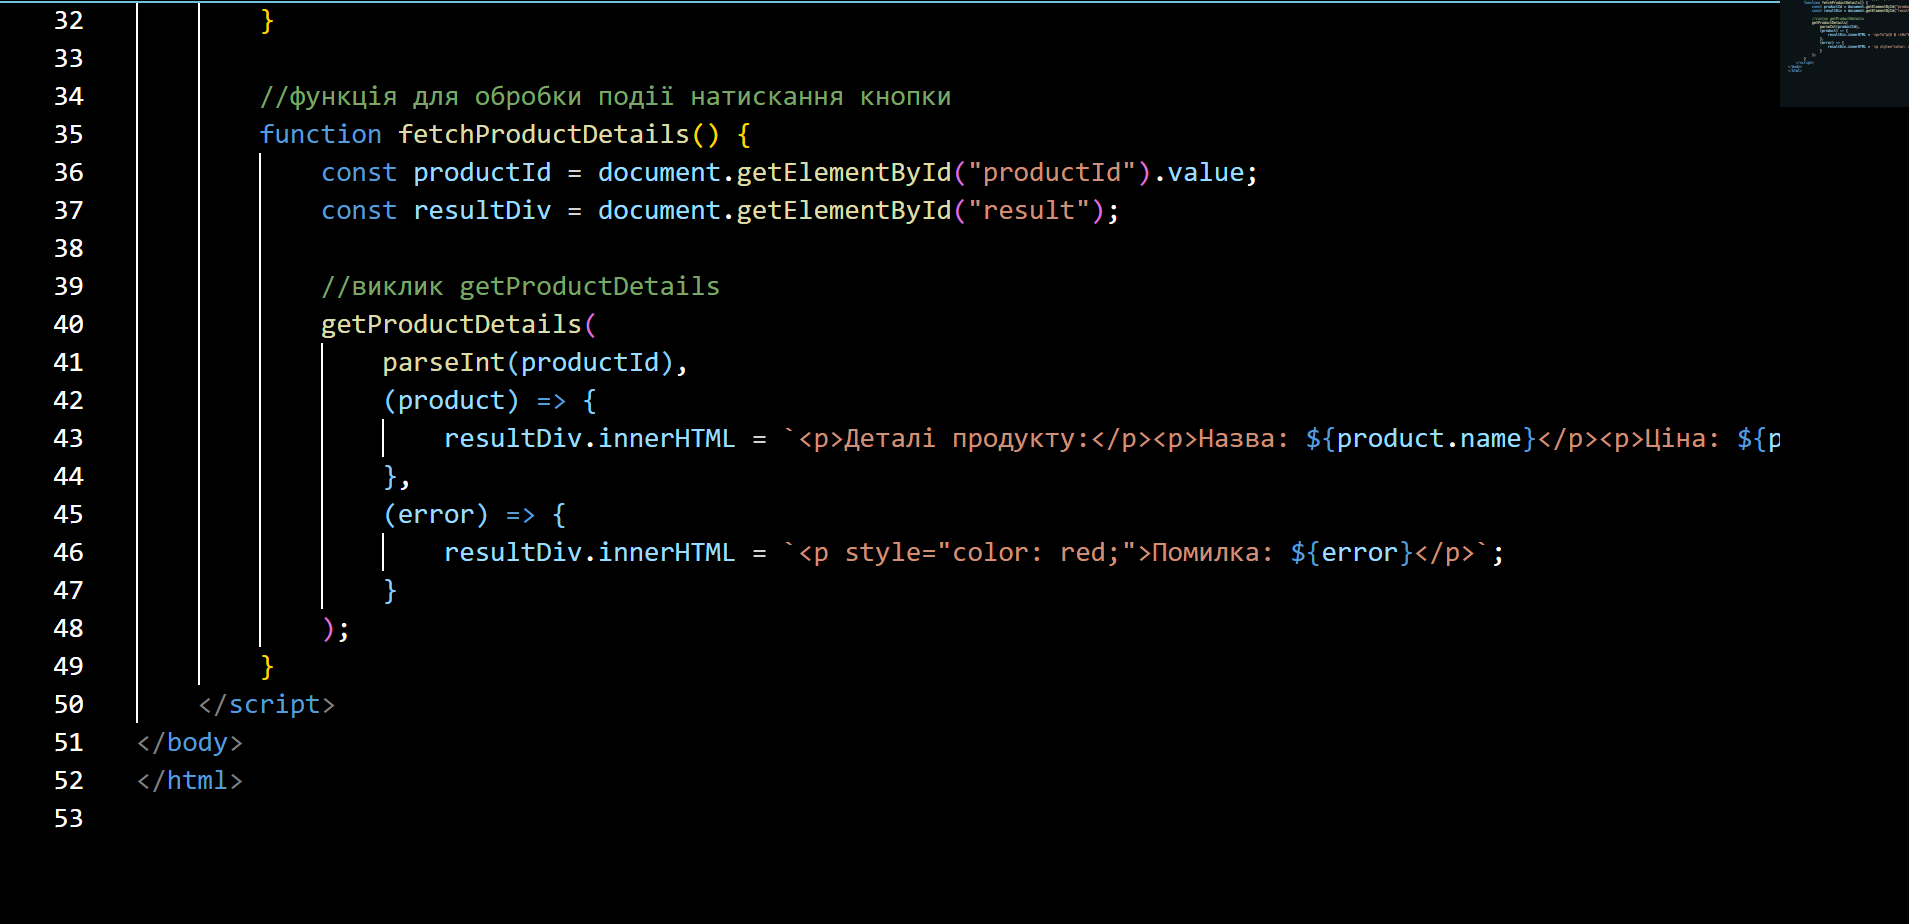 32 }
33
34 //функція для обробки події натискання кнопки
35 function fetchProductDetails() {
36 const productId = document.getElementById("productId").value;
37 const resultDiv = document.getElementById("result");
38
39 //виклик getProductDetails
40 getProductDetails(
41 parseInt(productId),
42 (product) => {
43 resultDiv.innerHTML = `<p>Деталі продукту:</p><p>Назва: ${product.name}</p><p>Ціна: ${p
44 },
45 (error) => {
46 resultDiv.innerHTML = `<p style="color: red;">Помилка: ${error}</p>`;
47 }
48 );
49 }
50 </script>
51 </body>
52 </html>
53